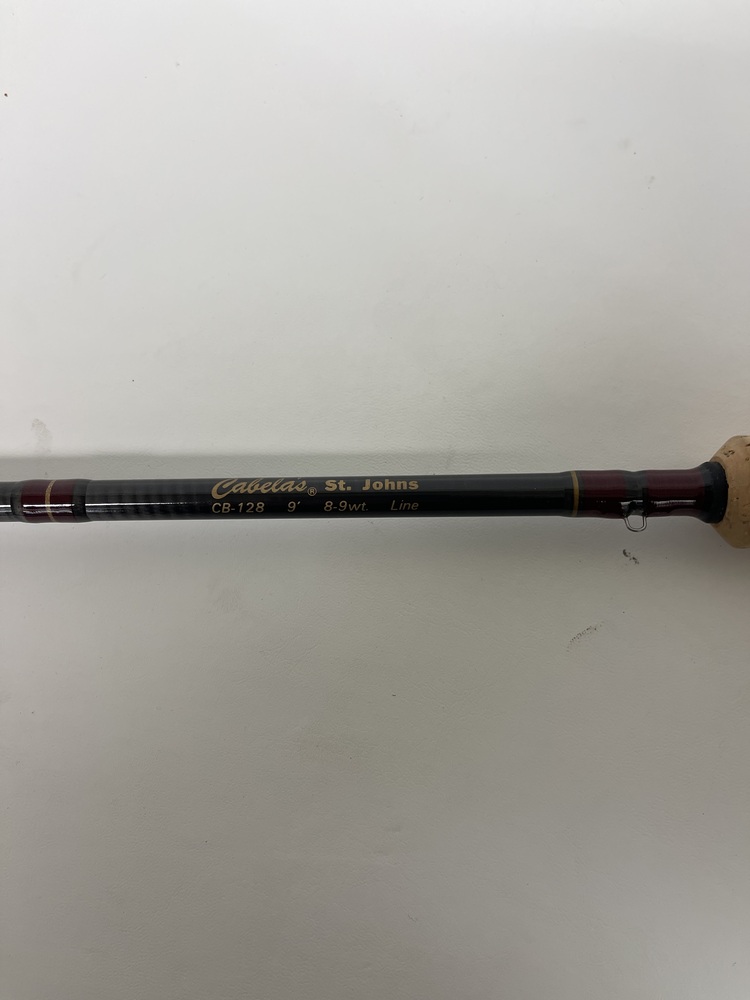 Cabelas® St. Johns
CB-128 9' 8-9wt. Line